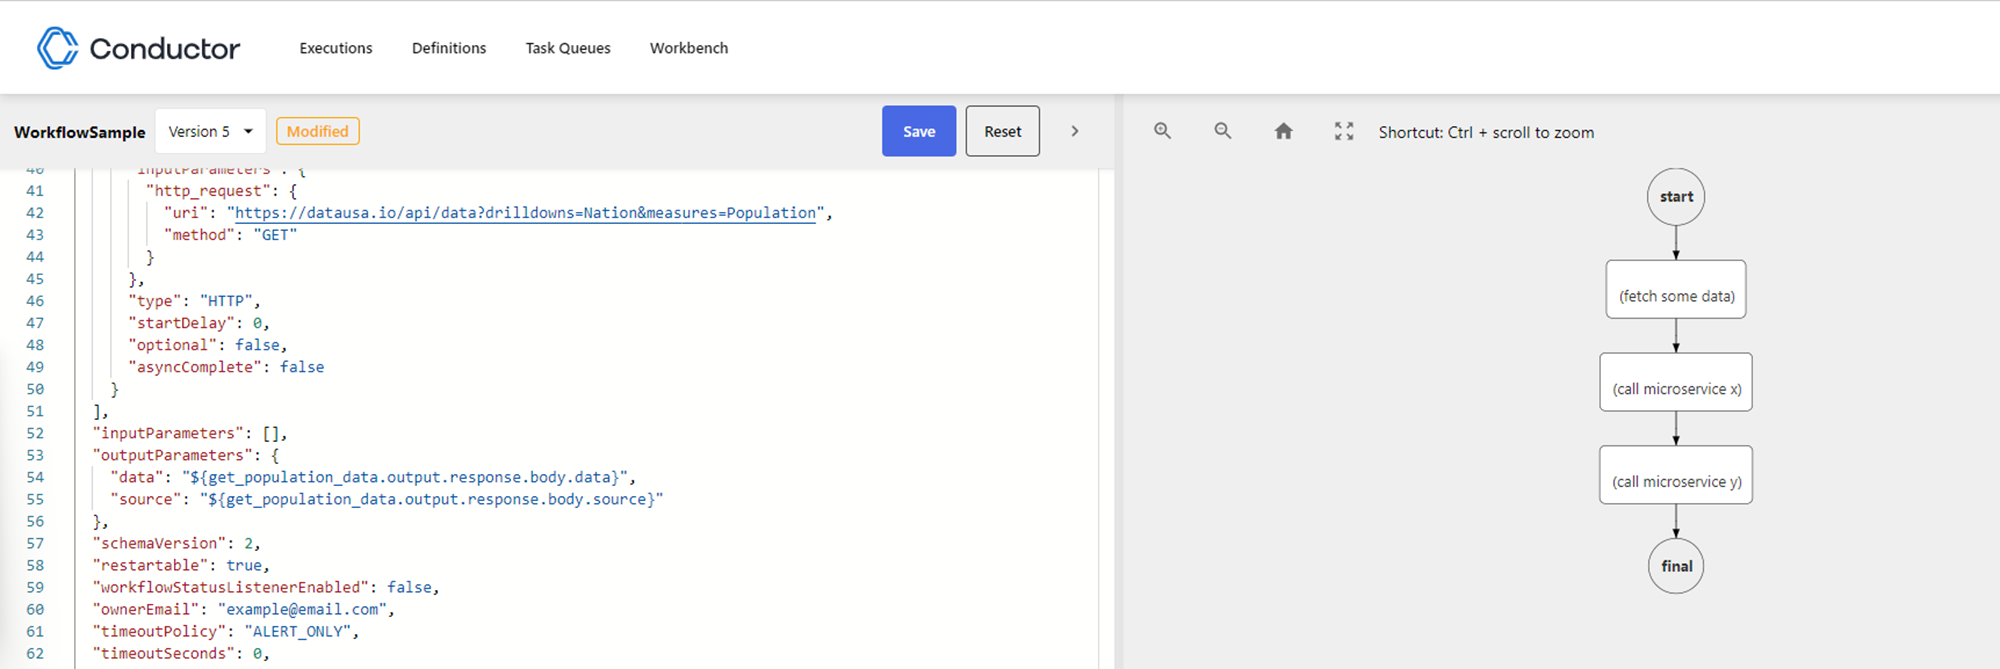 Conductor Executions Definitions Task Queues Workbench
WorkflowSample Version 5 Modified Save Reset
40 "inputParameters": {
41 "http_request": {
42 "uri": "https://datausa.io/api/data?drilldowns=Nation&measures=Population",
43 "method": "GET"
44 }
45 },
46 "type": "HTTP",
47 "startDelay": 0,
48 "optional": false,
49 "asyncComplete": false
50 }
51 ],
52 "inputParameters": [],
53 "outputParameters": {
54 "data": "${get_population_data.output.response.body.data}",
55 "source": "${get_population_data.output.response.body.source}"
56 },
57 "schemaVersion": 2,
58 "restartable": true,
59 "workflowStatusListenerEnabled": false,
60 "ownerEmail": "example@email.com",
61 "timeoutPolicy": "ALERT_ONLY",
62 "timeoutSeconds": 0,
Shortcut: Ctrl + scroll to zoom
start
(fetch some data)
(call microservice x)
(call microservice y)
final